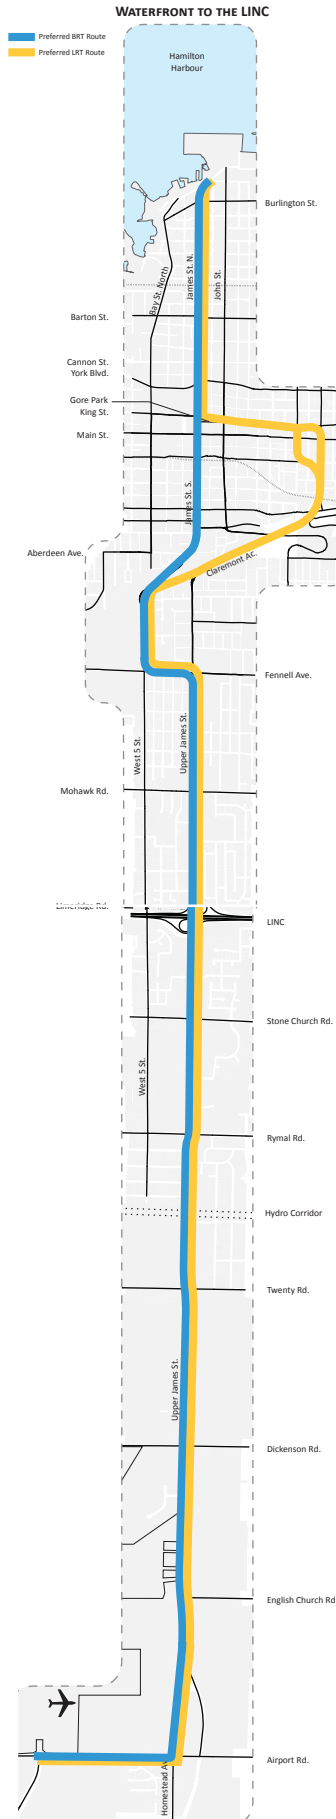 WATERFRONT TO THE LINC
Preferred BRT Route
Preferred LRT Route
Hamilton
Harbour
Burlington St.
James St. N.
John St.
Bay St. North
Barton St.
Cannon St.
York Blvd.
Gore Park
King St.
Main St.
James St. S.
Aberdeen Ave.
Claremont Ac.
Fennell Ave.
Upper James St.
West 5 St.
Mohawk Rd.
Limeridge Rd.
LINC
Stone Church Rd.
West 5 St.
Rymal Rd.
Hydro Corridor
Twenty Rd.
Upper James St.
Dickenson Rd.
English Church Rd
Airport Rd.
Homestead A